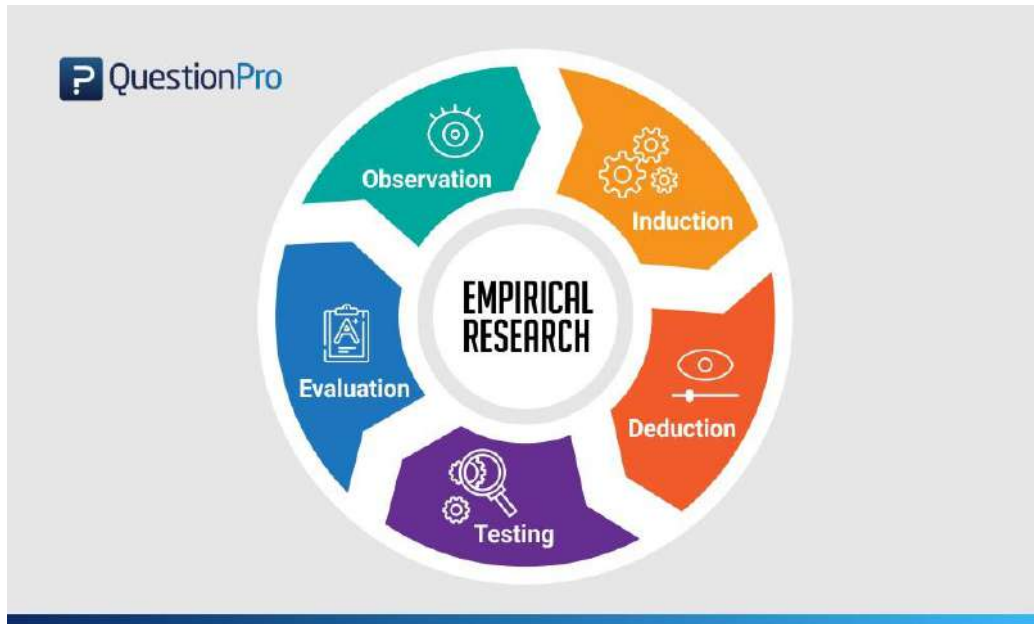 QuestionPro
Observation
Induction
EMPIRICAL
RESEARCH
Evaluation
Deduction
Testing